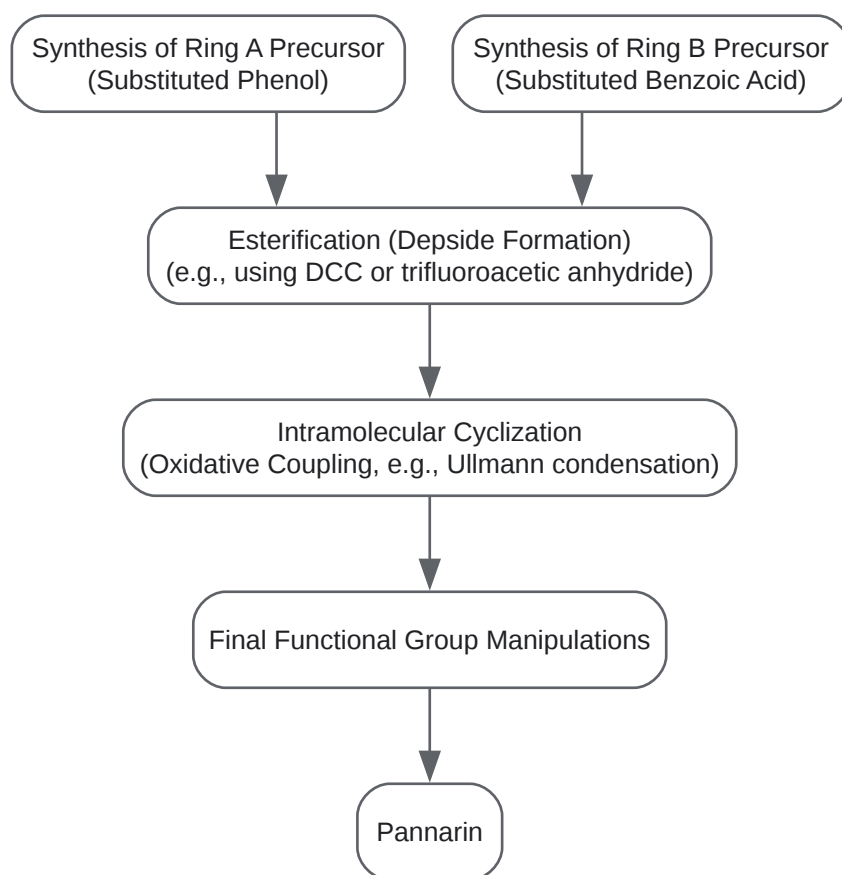 Synthesis of Ring A Precursor
(Substituted Phenol)
Synthesis of Ring B Precursor
(Substituted Benzoic Acid)
Esterification (Depside Formation)
(e.g., using DCC or trifluoroacetic anhydride)
Intramolecular Cyclization
(Oxidative Coupling, e.g., Ullmann condensation)
Final Functional Group Manipulations
Pannarin